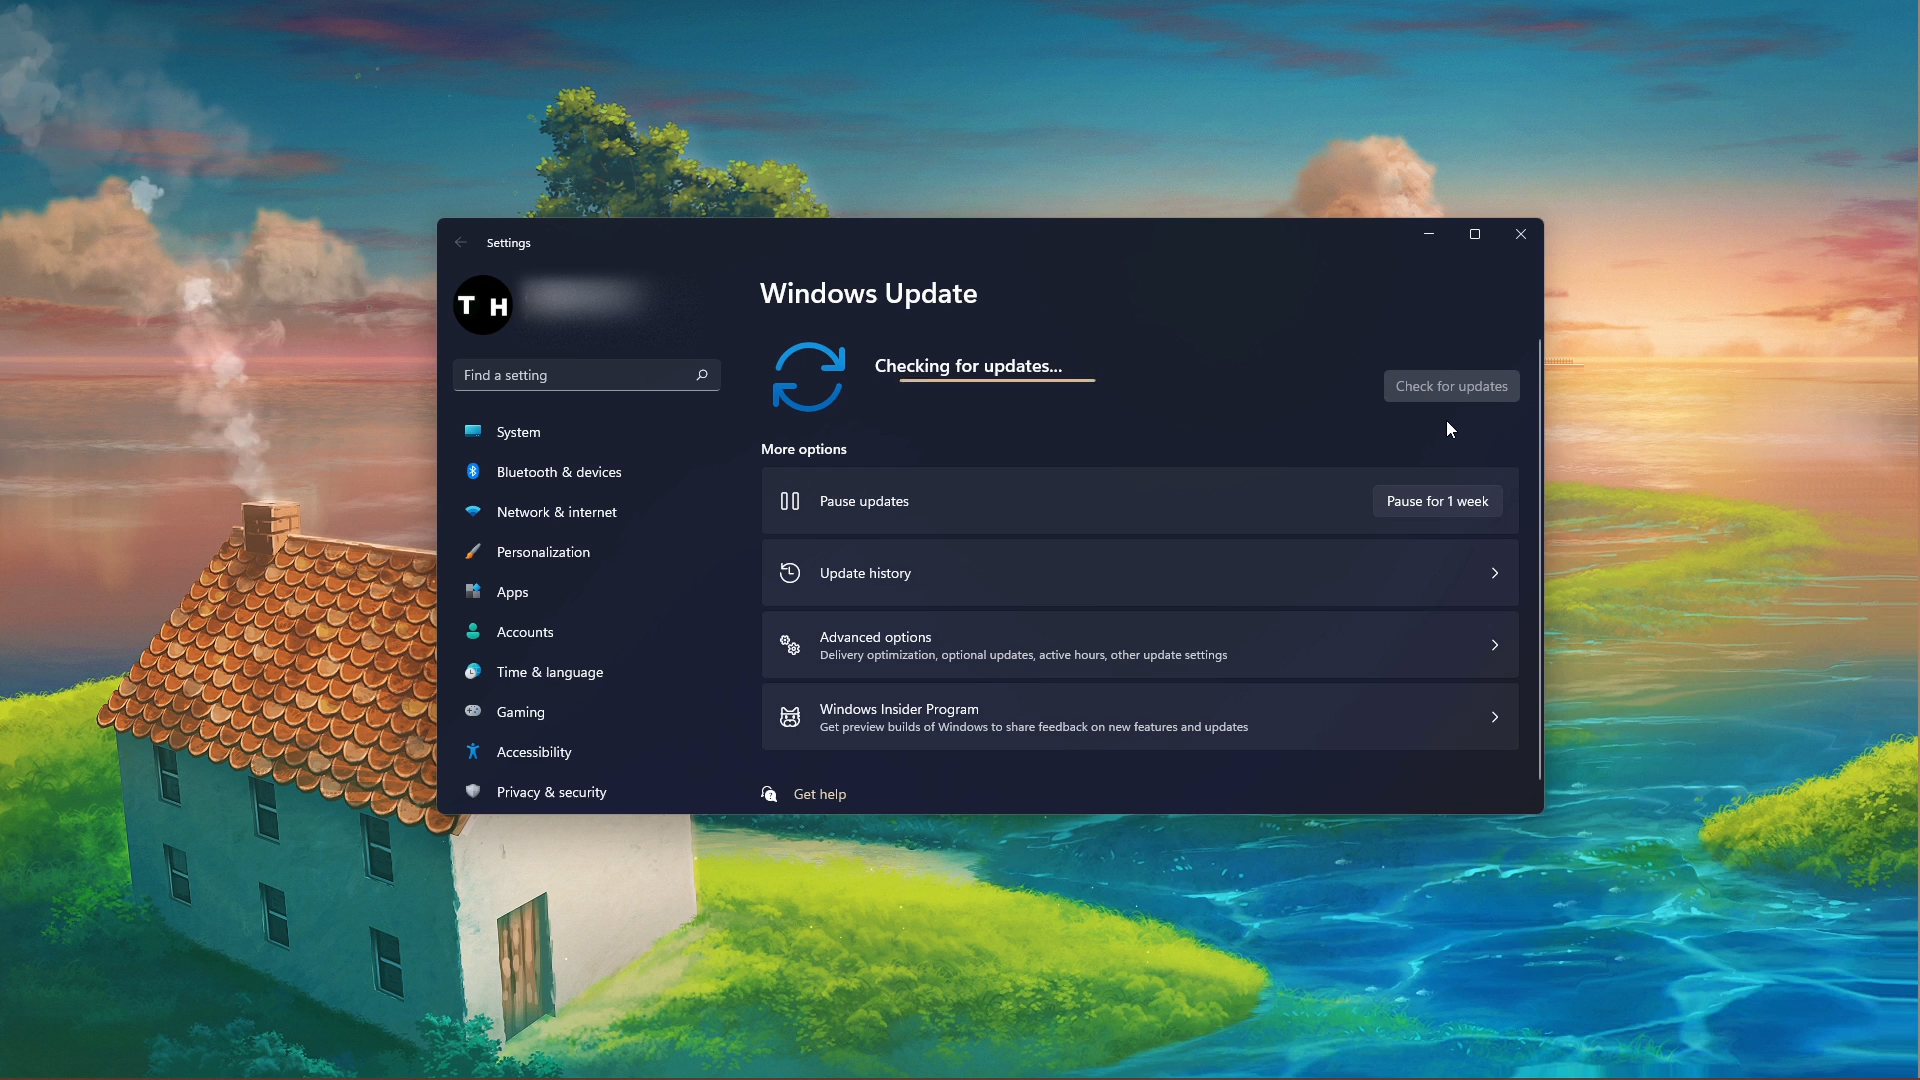 Settings
T H
Find a setting
System
Bluetooth & devices
Network & internet
Personalization
Apps
Accounts
Time & language
Gaming
Accessibility
Privacy & security
Windows Update
Checking for updates...
Check for updates
More options
Pause updates
Pause for 1 week
Update history
Advanced options
Delivery optimization, optional updates, active hours, other update settings
Windows Insider Program
Get preview builds of Windows to share feedback on new features and updates
Get help